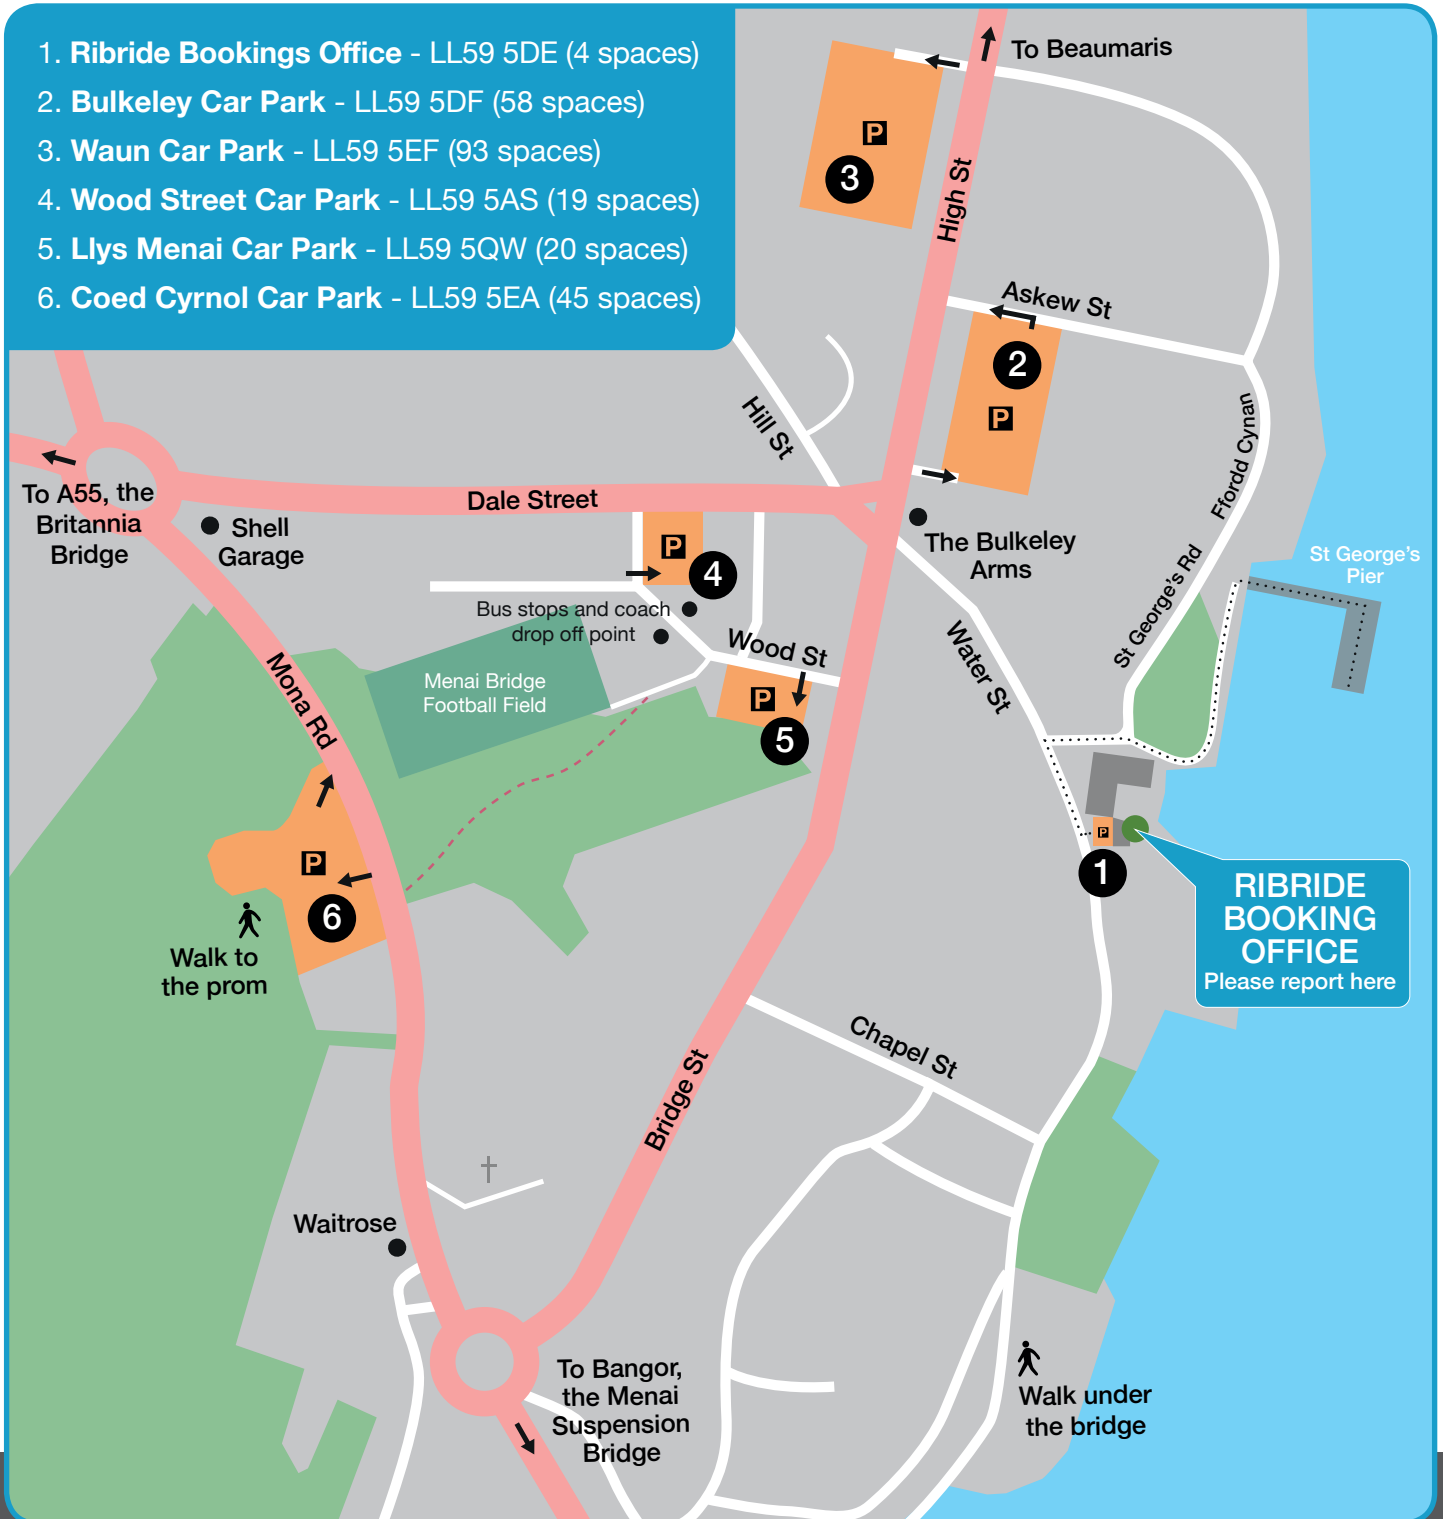 1. Ribride Bookings Office - LL59 5DE (4 spaces)
2. Bulkeley Car Park - LL59 5DF (58 spaces)
3. Waun Car Park - LL59 5EF (93 spaces)
4. Wood Street Car Park - LL59 5AS (19 spaces)
5. Llys Menai Car Park - LL59 5QW (20 spaces)
6. Coed Cyrnol Car Park - LL59 5EA (45 spaces)
To Beaumaris
P
3
High St
Askew St
2
P
Hill St
Ffordd Cynan
To A55, the
Britannia
Bridge
Dale Street
Shell
Garage
P
4
The Bulkeley
Arms
St George's
Pier
St George's Rd
Bus stops and coach
drop off point
Wood St
Water St
Mona Rd
Menai Bridge
Football Field
P
5
P
6
P
1
RIBRIDE
BOOKING
OFFICE
Please report here
Walk to
the prom
Chapel St
Bridge St
Waitrose
To Bangor,
the Menai
Suspension
Bridge
Walk under
the bridge